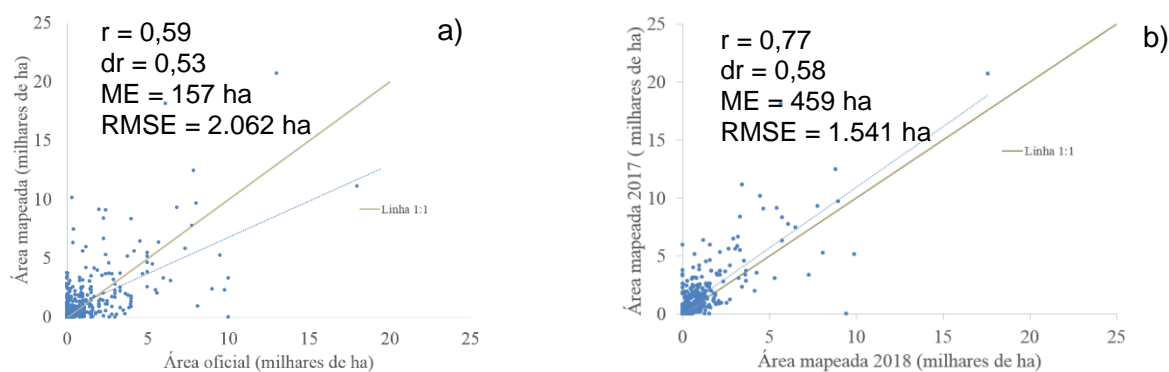 r = 0,59
dr = 0,53
ME = 157 ha
RMSE = 2.062 ha
a)
Área mapeada (milhares de ha)
25
20
15
10
5
0
Linha 1:1
0 5 10 15 20 25
Área oficial (milhares de ha)
r = 0,77
dr = 0,58
ME = 459 ha
RMSE = 1.541 ha
b)
Área mapeada 2017 ( milhares de ha)
25
20
15
10
5
0
Linha 1:1
0 5 10 15 20 25
Área mapeada 2018 (milhares de ha)